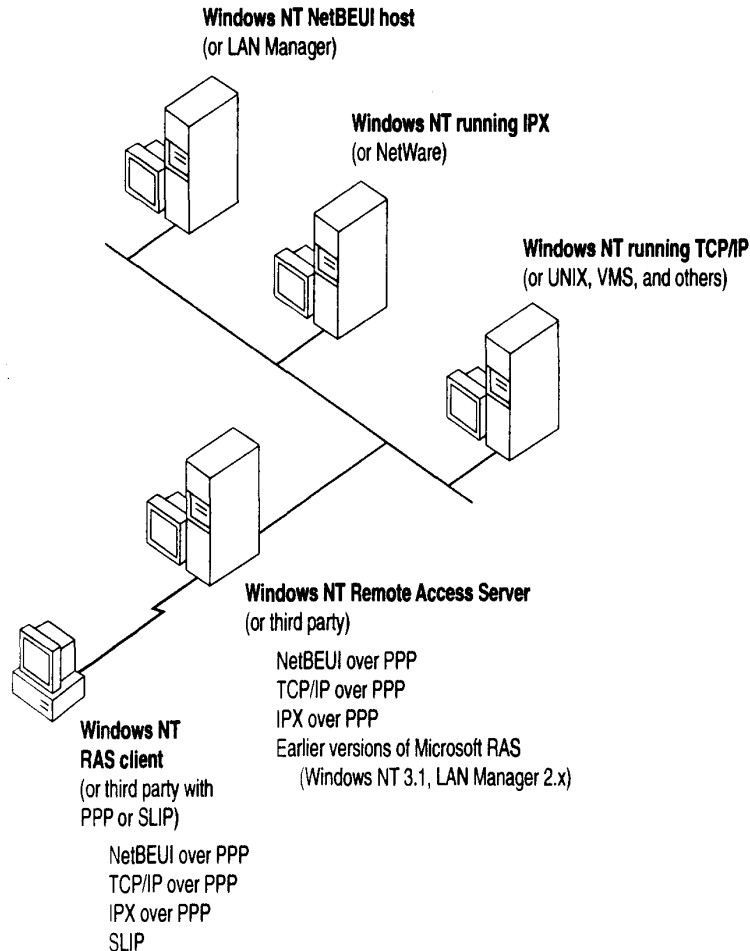 Windows NT NetBEUI host
(or LAN Manager)
Windows NT running IPX
(or NetWare)
Windows NT running TCP/IP
(or UNIX, VMS, and others)
Windows NT Remote Access Server
(or third party)
NetBEUI over PPP
TCP/IP over PPP
IPX over PPP
Earlier versions of Microsoft RAS
(Windows NT 3.1, LAN Manager 2.x)
Windows NT
RAS client
(or third party with
PPP or SLIP)
NetBEUI over PPP
TCP/IP over PPP
IPX over PPP
SLIP